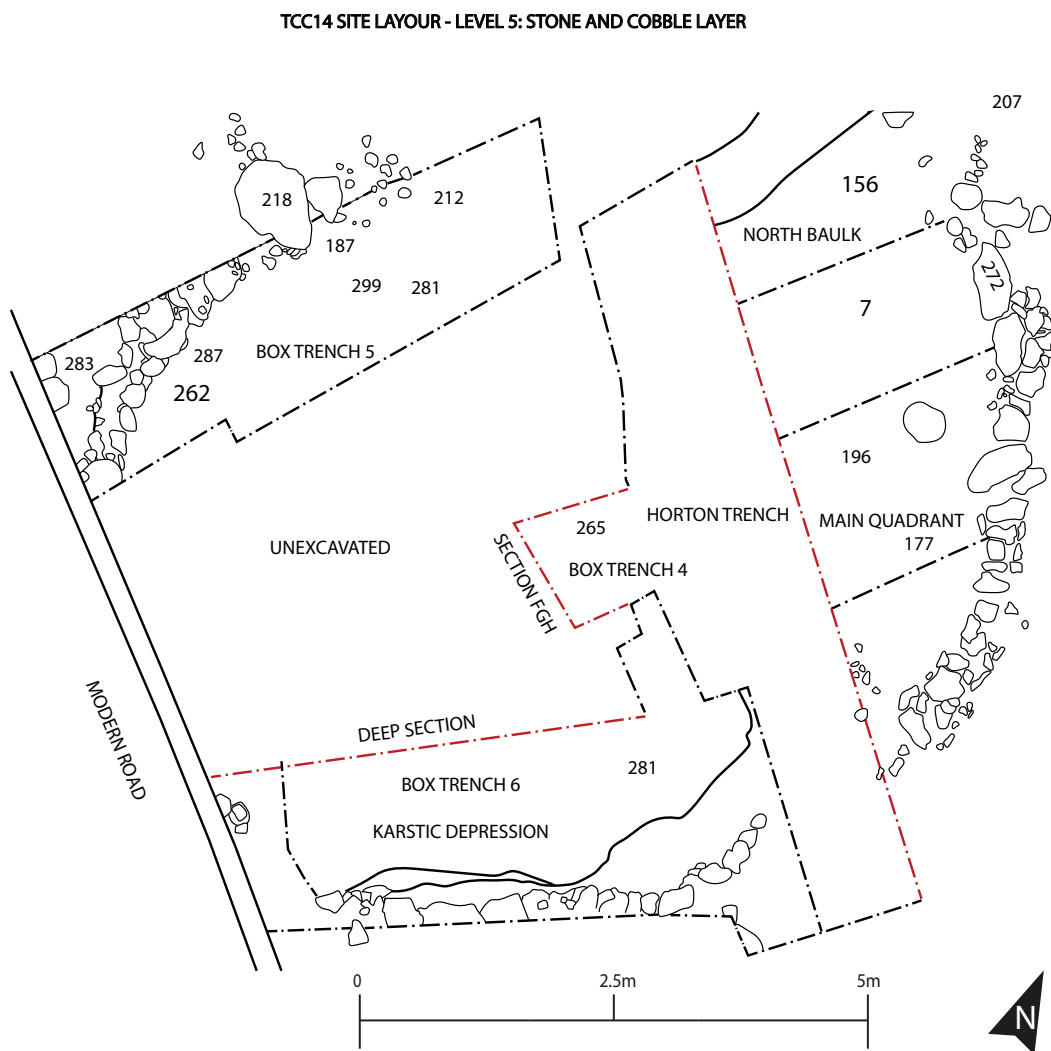 TCC14 SITE LAYOUR - LEVEL 5: STONE AND COBBLE LAYER
207
218
212
156
187
NORTH BAULK
299
281
272
7
283
287
BOX TRENCH 5
262
196
265
HORTON TRENCH
MAIN QUADRANT
177
UNEXCAVATED
SECTION FGH
BOX TRENCH 4
MODERN ROAD
DEEP SECTION
281
BOX TRENCH 6
KARSTIC DEPRESSION
0
2.5m
5m
N